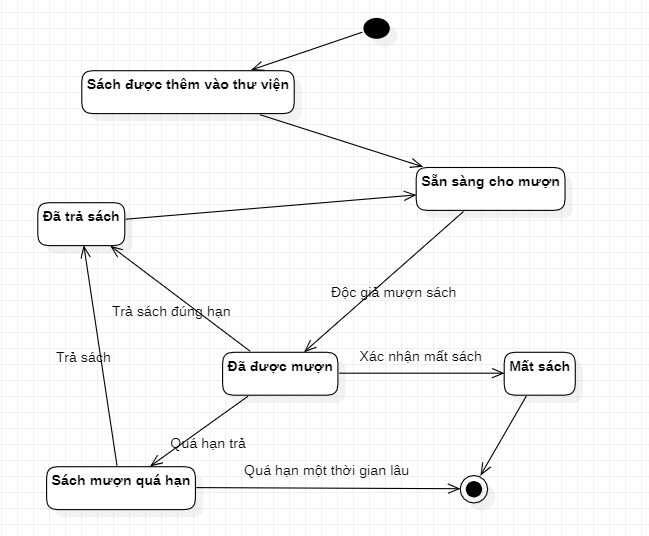 Sách được thêm vào thư viện
Sẵn sàng cho mượn
Đã trả sách
Độc giả mượn sách
Trả sách đúng hạn
Trả sách
Xác nhận mất sách
Đã được mượn
Mất sách
Quá hạn trả
Quá hạn một thời gian lâu
Sách mượn quá hạn